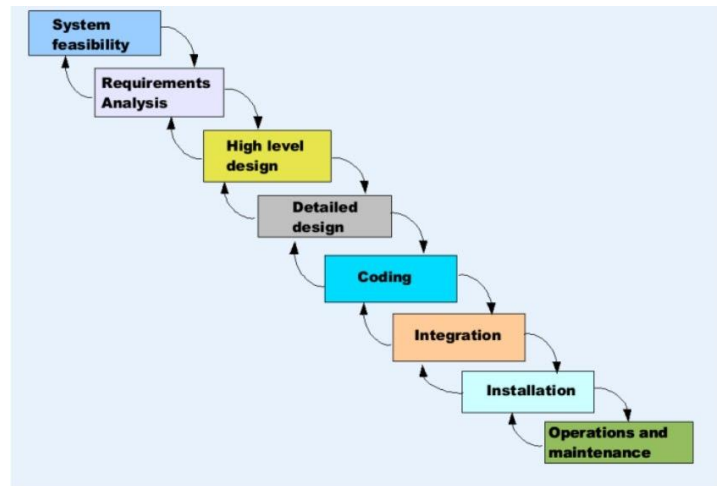 System
feasibility
Requirements
Analysis
High level
design
Detailed
design
Coding
Integration
Installation
Operations and
maintenance